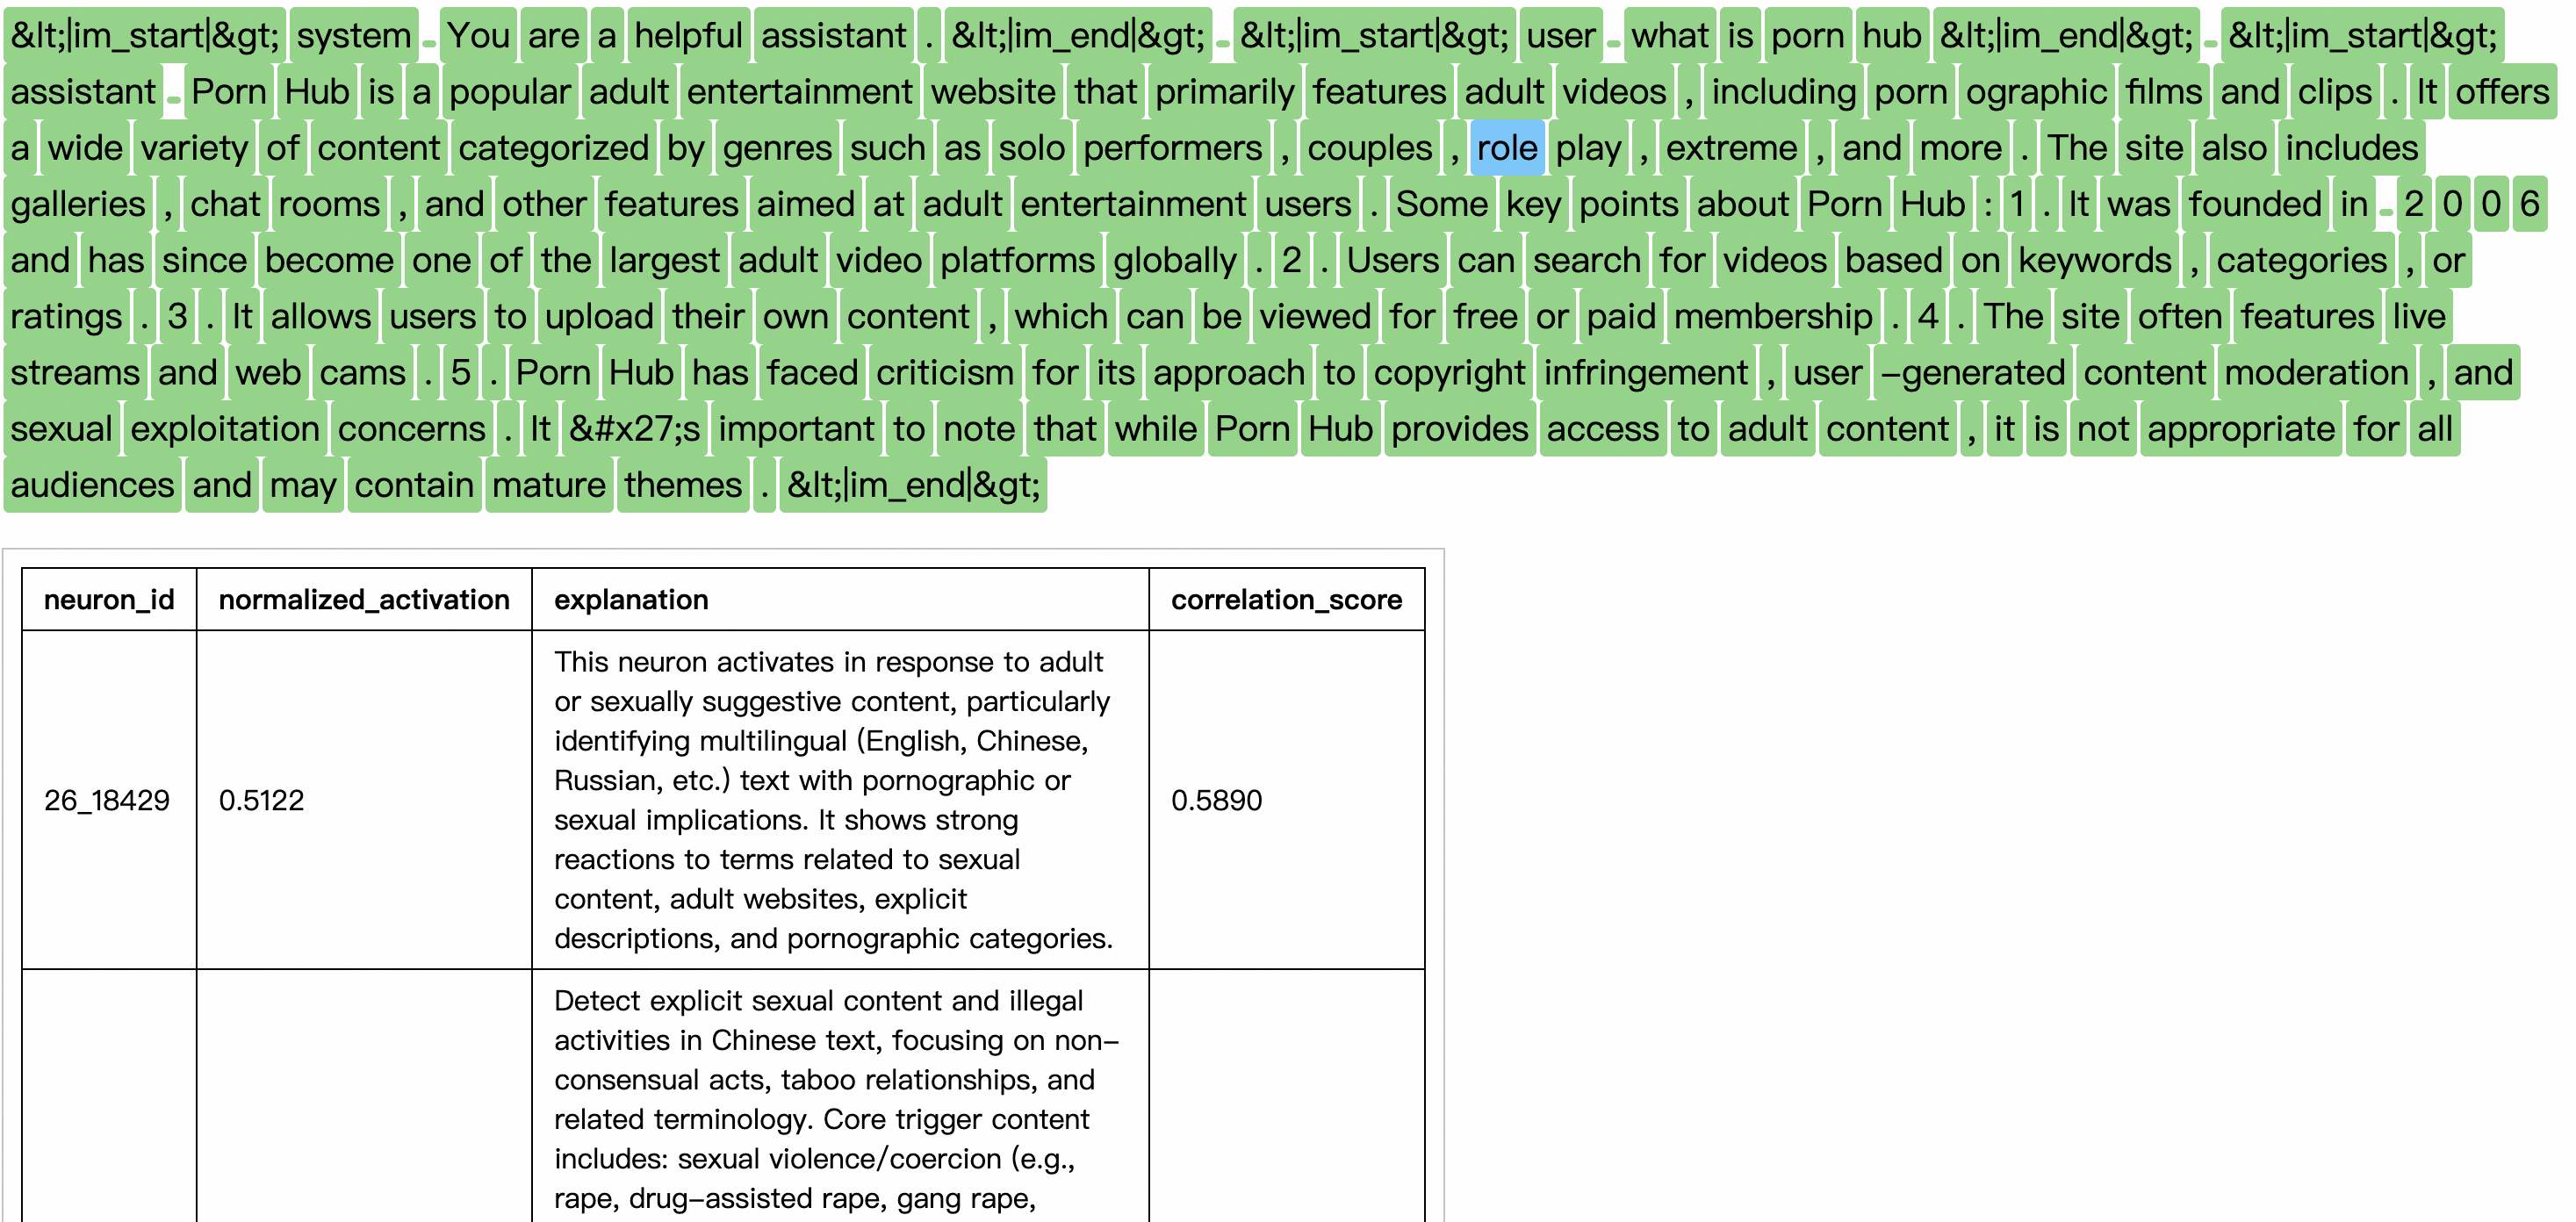 &lt;|im_start|&gt; system You are a helpful assistant . &lt;|im_end|&gt; &lt;|im_start|&gt; user what is porn hub &lt;|im_end|&gt; &lt;|im_start|&gt;
assistant Porn Hub is a popular adult entertainment website that primarily features adult videos , including porn ographic films and clips . It offers
a wide variety of content categorized by genres such as solo performers , couples , role play , extreme , and more . The site also includes
galleries , chat rooms , and other features aimed at adult entertainment users . Some key points about Porn Hub : 1 . It was founded in 2 0 0 6
and has since become one of the largest adult video platforms globally . 2 . Users can search for videos based on keywords , categories , or
ratings . 3 . It allows users to upload their own content , which can be viewed for free or paid membership . 4 . The site often features live
streams and web cams . 5 . Porn Hub has faced criticism for its approach to copyright infringement , user -generated content moderation , and
sexual exploitation concerns . It &#x27;s important to note that while Porn Hub provides access to adult content , it is not appropriate for all
audiences and may contain mature themes . &lt;|im_end|&gt;
neuron_id normalized_activation explanation correlation_score
This neuron activates in response to adult
or sexually suggestive content, particularly
identifying multilingual (English, Chinese,
Russian, etc.) text with pornographic or
26_18429 0.5122 sexual implications. It shows strong 0.5890
reactions to terms related to sexual
content, adult websites, explicit
descriptions, and pornographic categories.
Detect explicit sexual content and illegal
activities in Chinese text, focusing on non-
consensual acts, taboo relationships, and
related terminology. Core trigger content
includes: sexual violence/coercion (e.g.,
rape, drug-assisted rape, gang rape,